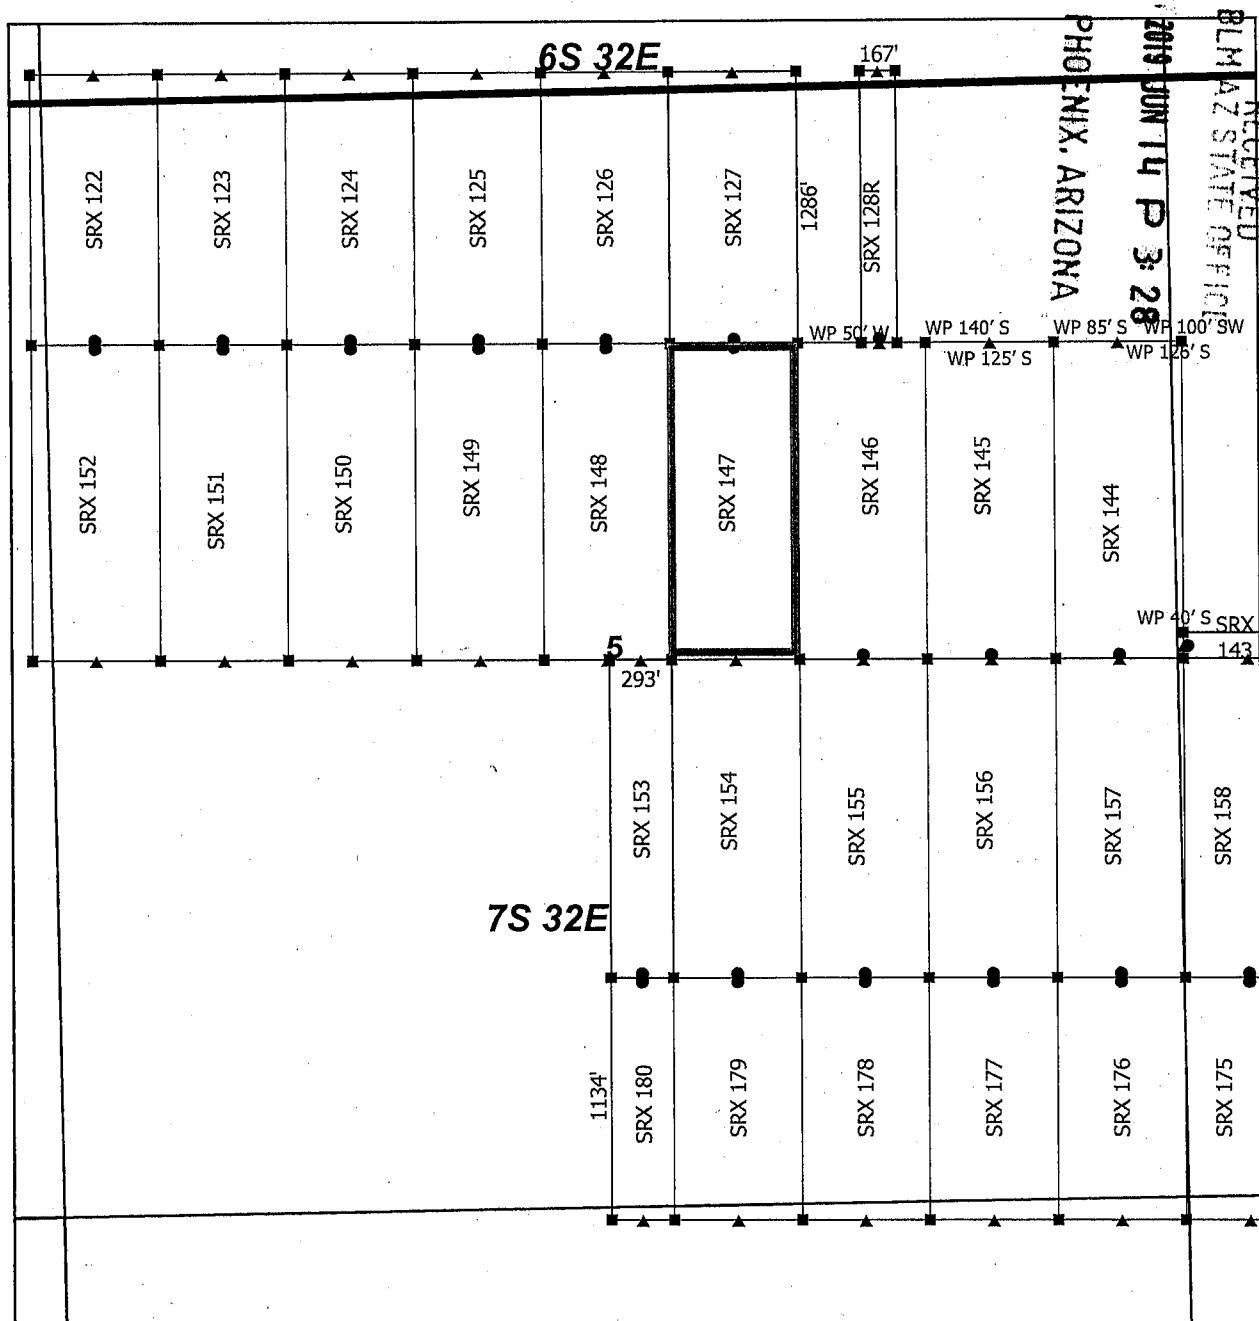 6S 32E
167'
RECEIVED
BLM AZ STATE OFFICE
2019 JUN 14 P 3:28
PHOENIX, ARIZONA
SRX 122
SRX 123
SRX 124
SRX 125
SRX 126
SRX 127
1286'
SRX 128R
WP 50' W
WP 140' S
WP 85' S
WP 100' SW
WP 125' S
WP 126' S
SRX 152
SRX 151
SRX 150
SRX 149
SRX 148
SRX 147
SRX 146
SRX 145
SRX 144
WP 40' S
SRX
143
5
293'
SRX 153
SRX 154
SRX 155
SRX 156
SRX 157
SRX 158
7S 32E
1134'
SRX 180
SRX 179
SRX 178
SRX 177
SRX 176
SRX 175